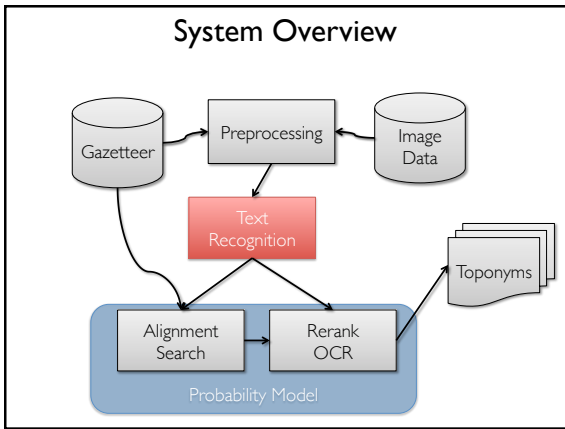 System Overview
Gazetteer
Preprocessing
Image
Data
Text
Recognition
Toponyms
Alignment
Search
Rerank
OCR
Probability Model